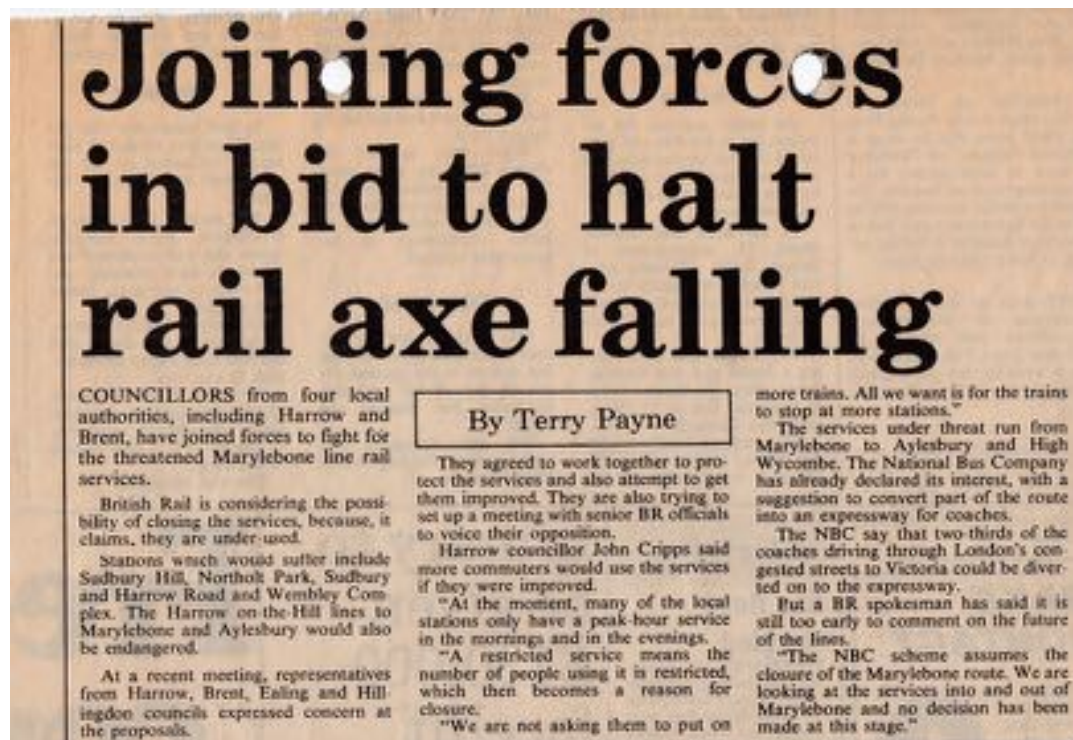 Joining forces
in bid to halt
rail axe falling
COUNCILLORS from four local
authorities, including Harrow and
Brent, have joined forces to fight for
the threatened Marylebone line rail
services.
British Rail is considering the possi-
bility of closing the services, because, it
claims, they are under-used.
Stations which would suffer include
Sudbury Hill, Northolt Park, Sudbury
and Harrow Road and Wembley Com-
plex. The Harrow on-the-Hill lines to
Marylebone and Aylesbury would also
be endangered.
At a recent meeting, representatives
from Harrow, Brent, Ealing and Hill-
ingdon councils expressed concern at
the proposals.
By Terry Payne
They agreed to work together to pro-
tect the services and also attempt to get
them improved. They are also trying to
set up a meeting with senior BR officials
to voice their opposition.
Harrow councillor John Cripps said
more commuters would use the services
if they were improved.
"At the moment, many of the local
stations only have a peak-hour service
in the mornings and in the evenings.
"A restricted service means the
number of people using it is restricted,
which then becomes a reason for
closure.
"We are not asking them to put on
more trains. All we want is for the trains
to stop at more stations."
The services under threat run from
Marylebone to Aylesbury and High
Wycombe. The National Bus Company
has already declared its interest, with a
suggestion to convert part of the route
into an expressway for coaches.
The NBC say that two-thirds of the
coaches driving through London's con-
gested streets to Victoria could be diver-
ted on to the expressway.
But a BR spokesman has said it is
still too early to comment on the future
of the lines.
"The NBC scheme assumes the
closure of the Marylebone route. We are
looking at the services into and out of
Marylebone and no decision has been
made at this stage."